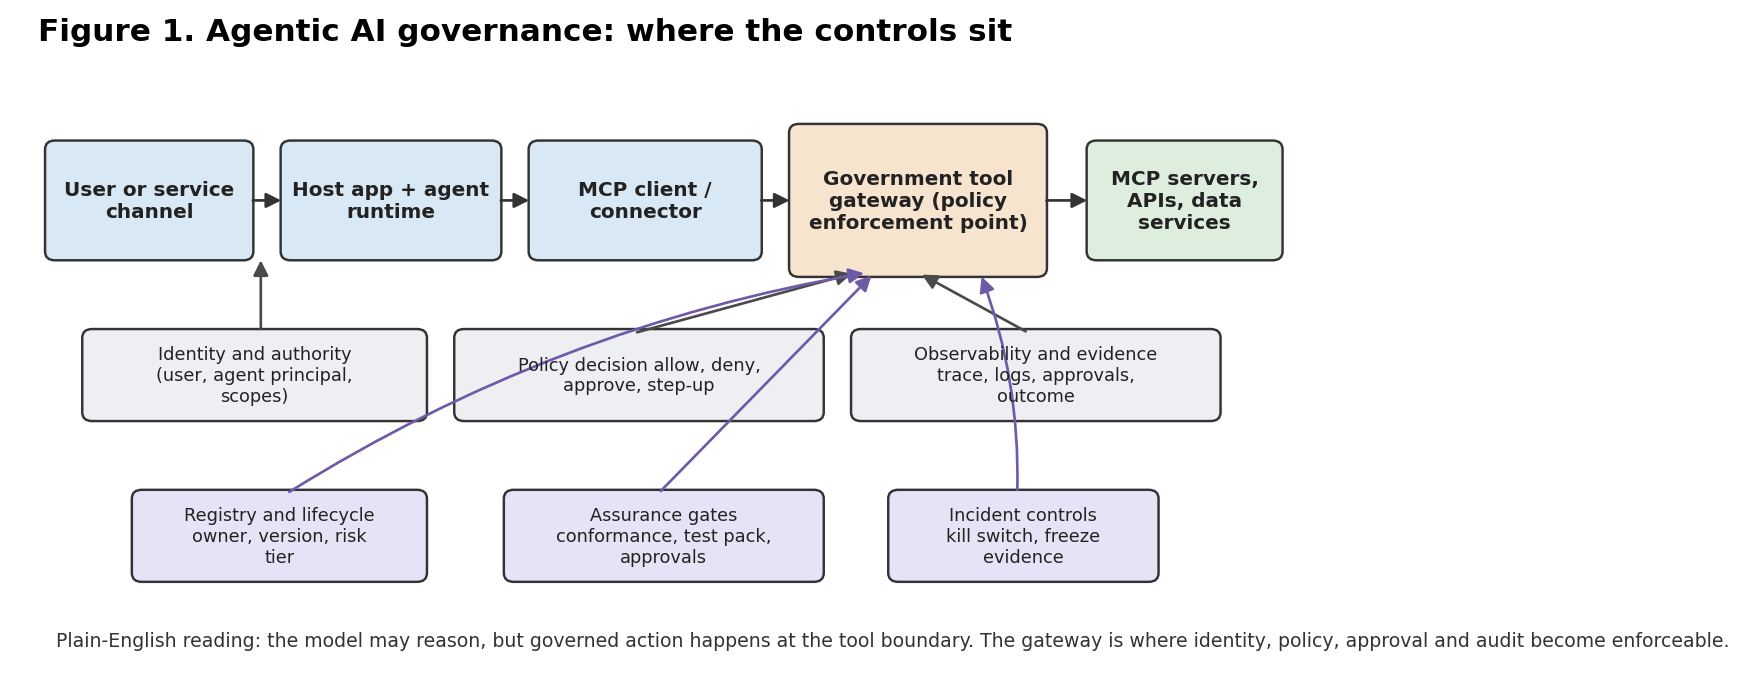 Figure 1. Agentic AI governance: where the controls sit
User or service
channel
Host app + agent
runtime
MCP client /
connector
Government tool
gateway (policy
enforcement point)
MCP servers,
APIs, data
services
Identity and authority
(user, agent principal,
scopes)
Policy decision allow, deny,
approve, step-up
Observability and evidence
trace, logs, approvals,
outcome
Registry and lifecycle
owner, version, risk
tier
Assurance gates
conformance, test pack,
approvals
Incident controls
kill switch, freeze
evidence
Plain-English reading: the model may reason, but governed action happens at the tool boundary. The gateway is where identity, policy, approval and audit become enforceable.